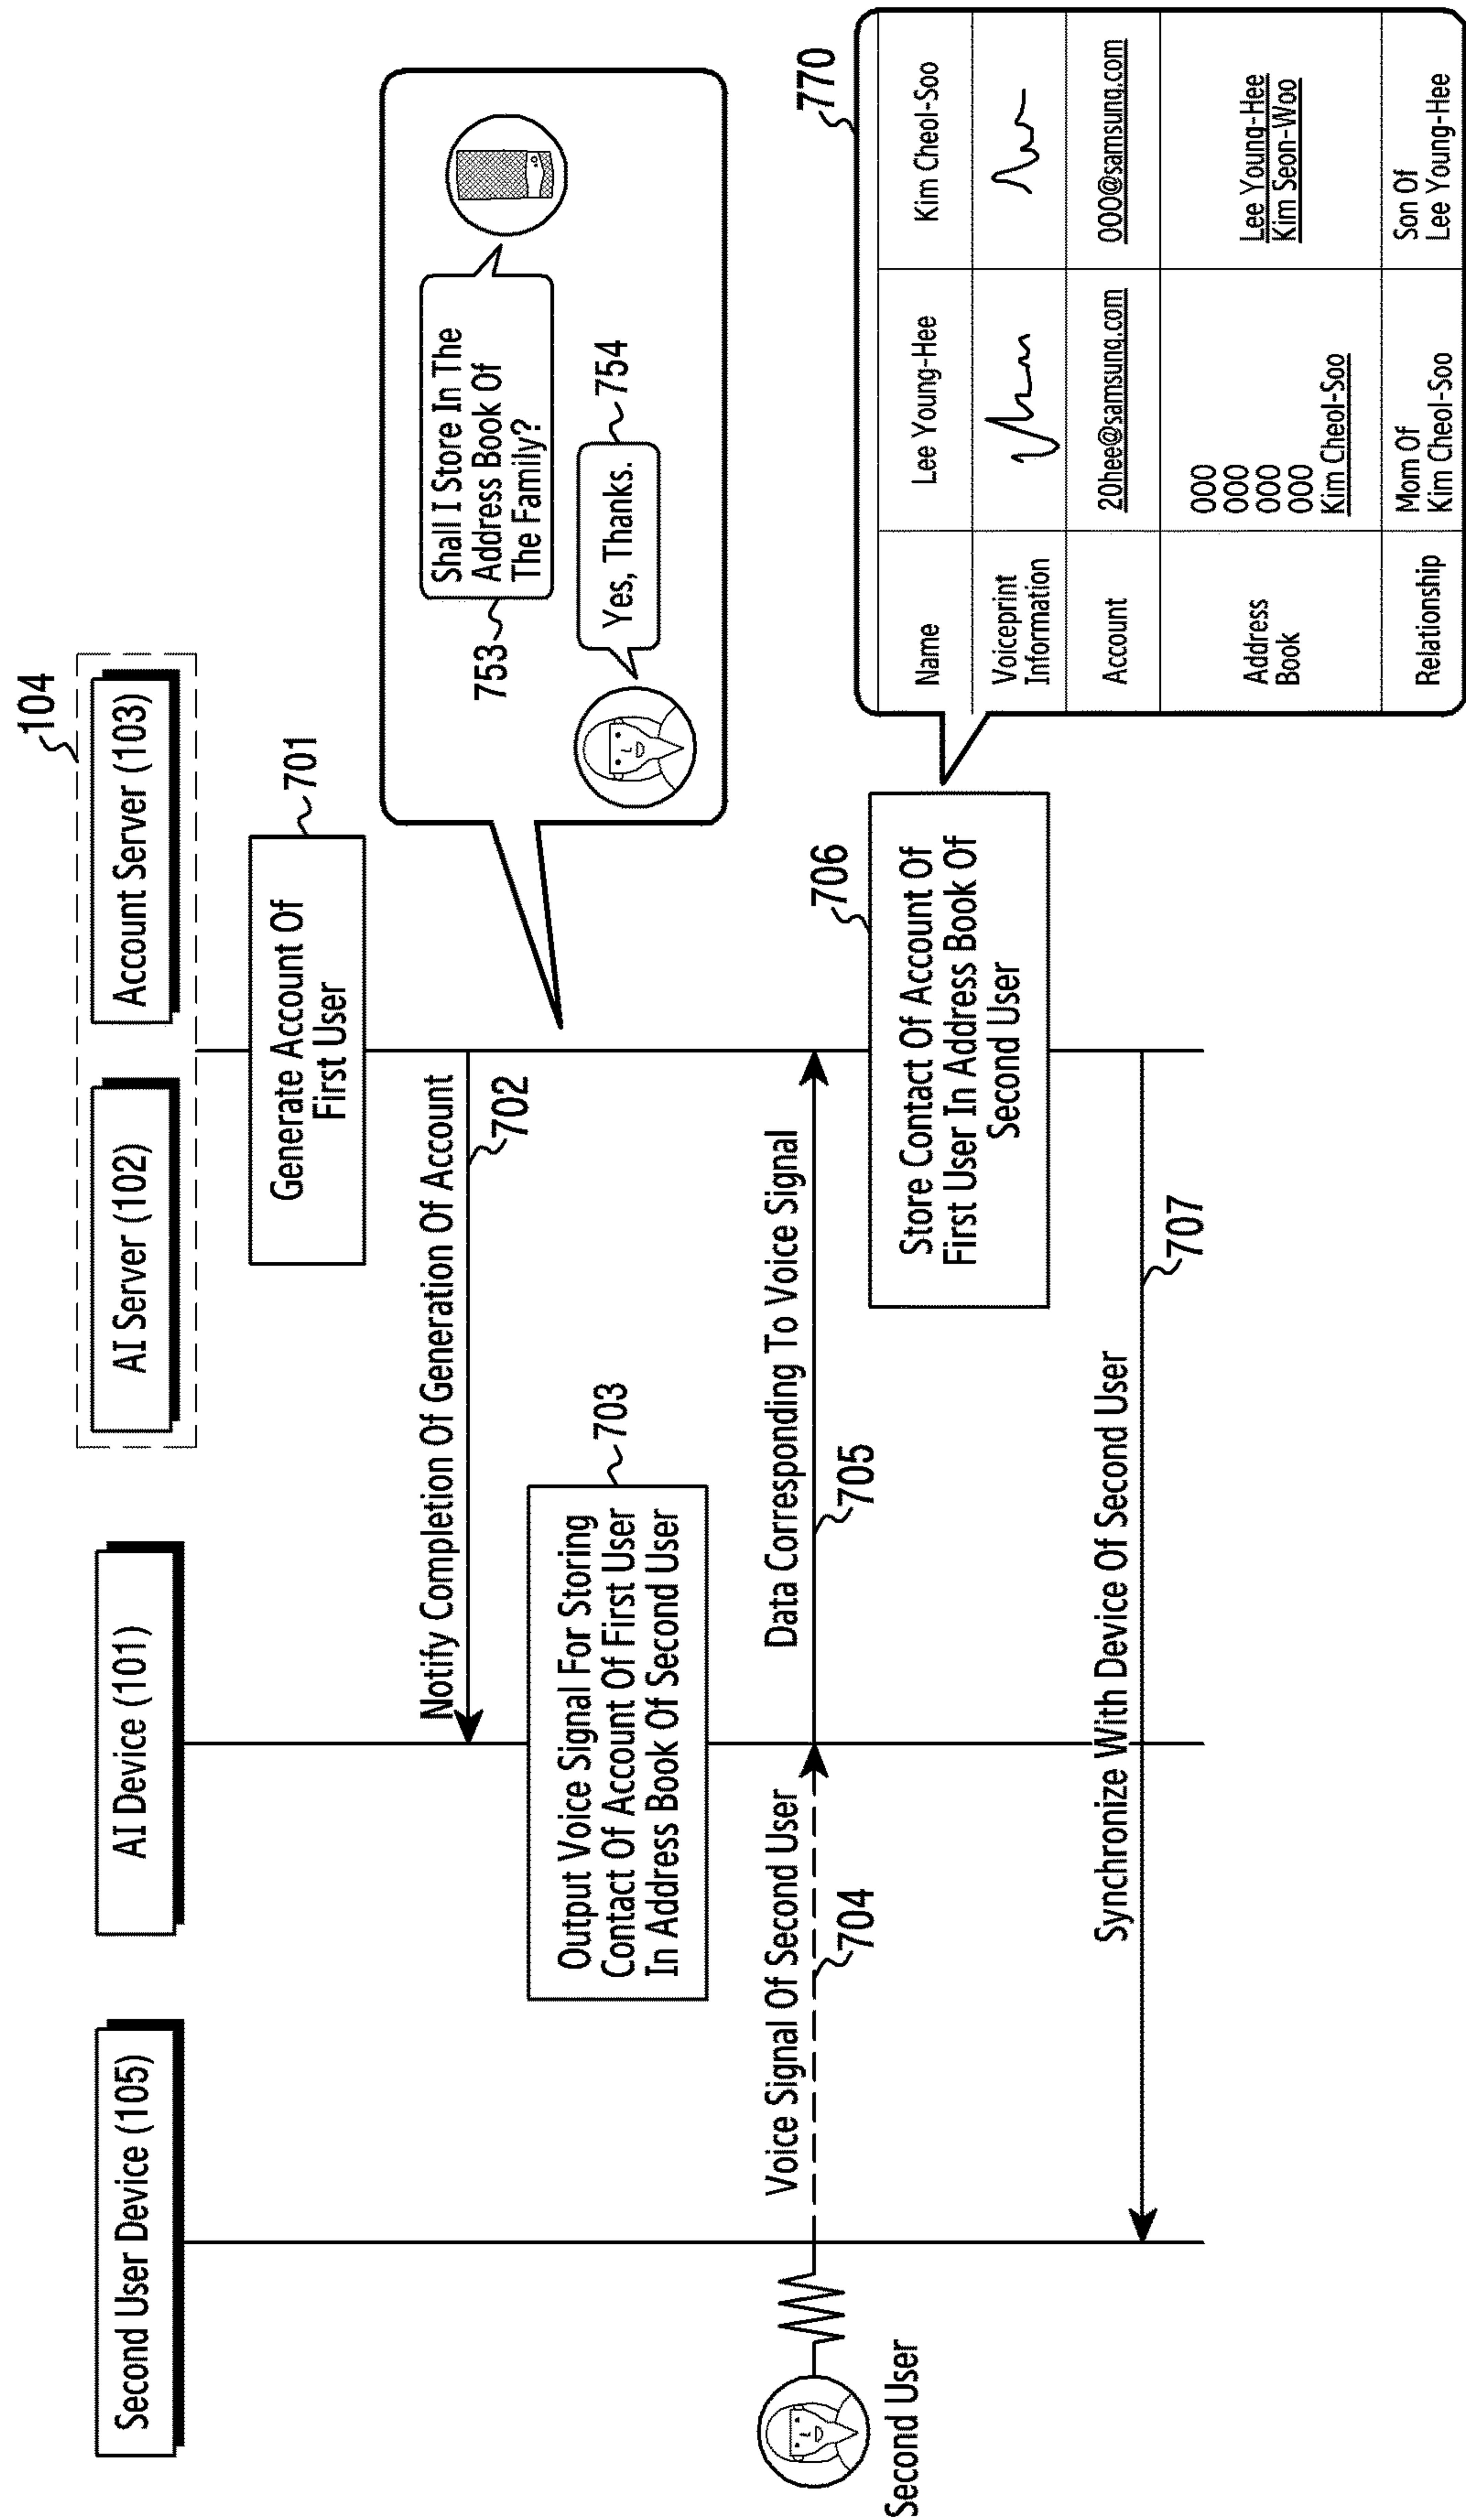 Second User Device (105)
AI Device (101)
AI Server (102)
Account Server (103)
104
Generate Account Of
First User
701
Notify Completion Of Generation Of Account
702
Output Voice Signal For Storing
Contact Of Account Of First User
In Address Book Of Second User
703
Shall I Store In The
Address Book Of
The Family?
753
Yes, Thanks.
754
Second User
Voice Signal Of Second User
704
Data Corresponding To Voice Signal
705
Store Contact Of Account Of
First User In Address Book Of
Second User
706
Synchronize With Device Of Second User
707
770
Name
Lee Young-Hee
Kim Cheol-Soo
Voiceprint
Information
Account
20hee@samsung.com
OOO@samsung.com
Address
Book
OOO
OOO
OOO
OOO
Kim Cheol-Soo
Lee Young-Hee
Kim Seon-Woo
Relationship
Mom Of
Kim Cheol-Soo
Son Of
Lee Young-Hee